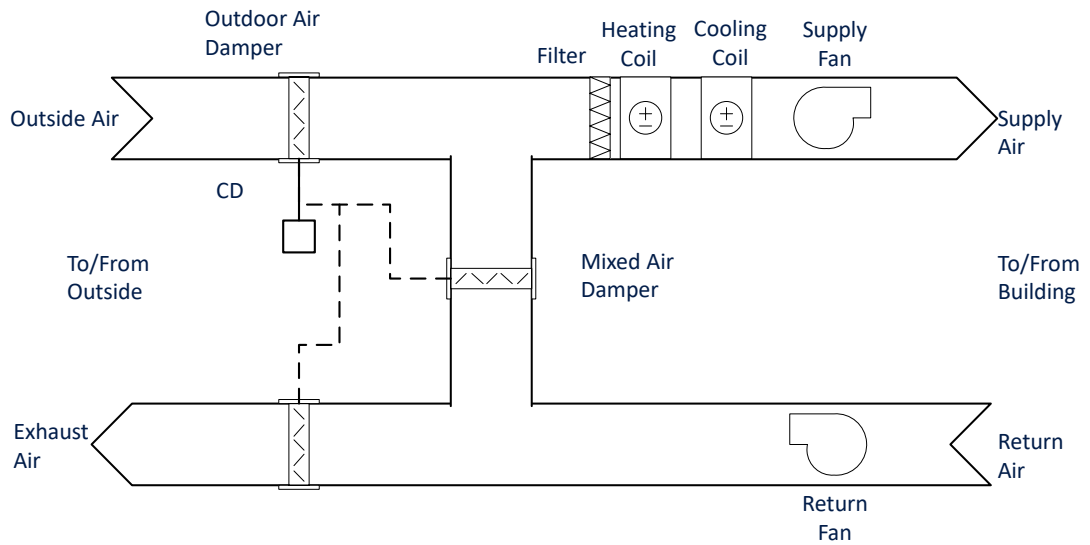 Outdoor Air
Damper
Filter
Heating
Coil
Cooling
Coil
Supply
Fan
Outside Air
Supply
Air
CD
To/From
Outside
Mixed Air
Damper
To/From
Building
Exhaust
Air
Return
Air
Return
Fan